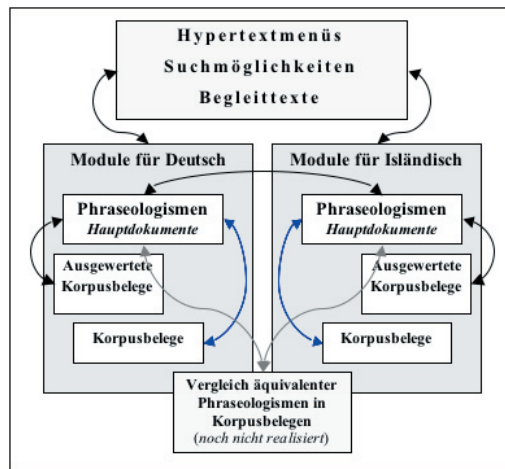 Hypertextmenüs
Suchmöglichkeiten
Begleittexte
Module für Deutsch
Phraseologismen
Hauptdokumente
Ausgewertete
Korpusbelege
Korpusbelege
Module für Isländisch
Phraseologismen
Hauptdokumente
Ausgewertete
Korpusbelege
Korpusbelege
Vergleich äquivalenter
Phraseologismen in
Korpusbelegen
(noch nicht realisiert)